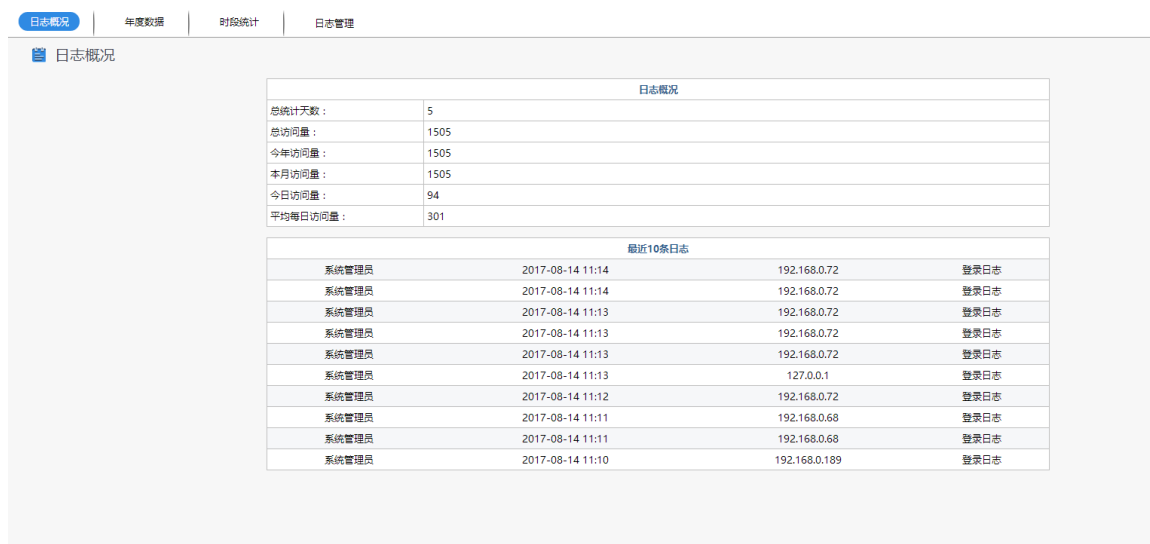 日志概况 年度数据 时段统计 日志管理
日志概况
日志概况
总统计天数： 5
总访问量： 1505
今年访问量： 1505
本月访问量： 1505
今日访问量： 94
平均每日访问量： 301
最近10条日志
系统管理员 2017-08-14 11:14 192.168.0.72 登录日志
系统管理员 2017-08-14 11:14 192.168.0.72 登录日志
系统管理员 2017-08-14 11:13 192.168.0.72 登录日志
系统管理员 2017-08-14 11:13 192.168.0.72 登录日志
系统管理员 2017-08-14 11:13 192.168.0.72 登录日志
系统管理员 2017-08-14 11:13 127.0.0.1 登录日志
系统管理员 2017-08-14 11:12 192.168.0.72 登录日志
系统管理员 2017-08-14 11:11 192.168.0.68 登录日志
系统管理员 2017-08-14 11:11 192.168.0.68 登录日志
系统管理员 2017-08-14 11:10 192.168.0.189 登录日志